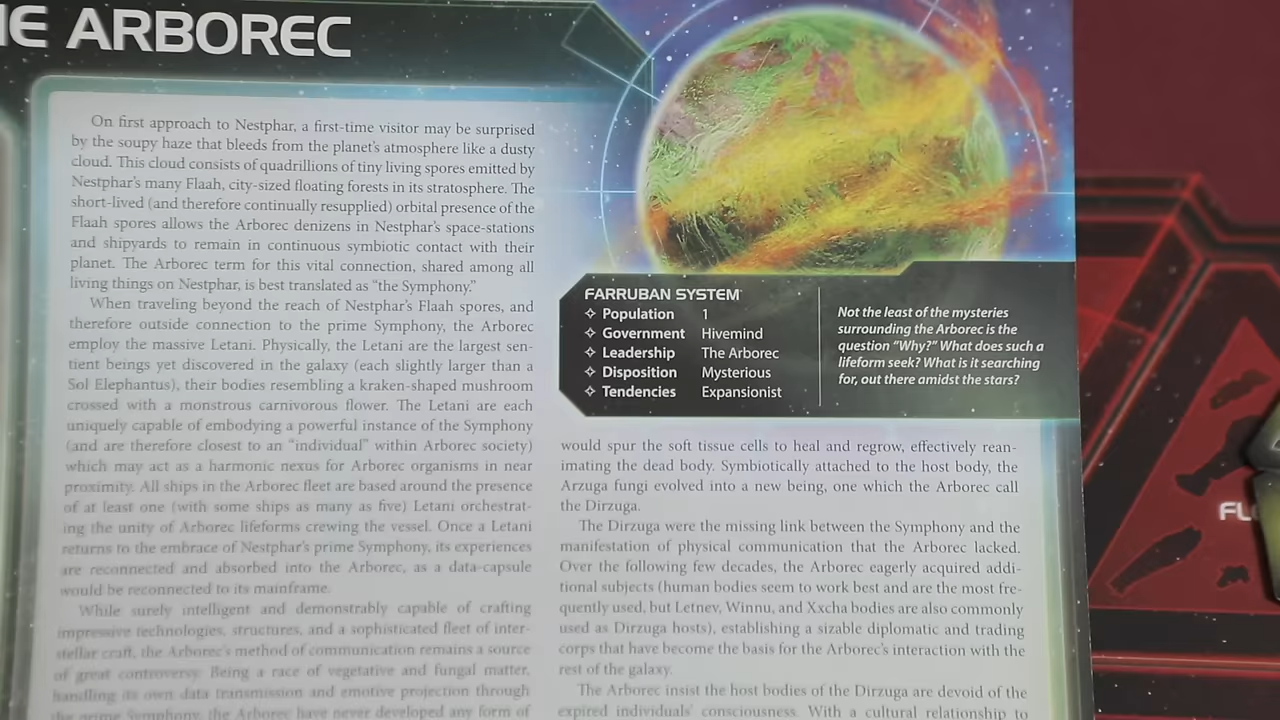 THE ARBOREC
On first approach to Nestphar, a first-time visitor may be surprised
by the soupy haze that bleeds from the planet's atmosphere like a dusty
cloud. This cloud consists of quadrillions of tiny living spores emitted by
Nestphar's many Flaah, city-sized floating forests in its stratosphere. The
short-lived (and therefore continually resupplied) orbital presence of the
Flaah spores allows the Arborec denizens in Nestphar's space-stations
and shipyards to remain in continuous symbiotic contact with their
planet. The Arborec term for this vital connection, shared among all
living things on Nestphar, is best translated as “the Symphony.”
When traveling beyond the reach of Nestphar's Flaah spores, and
therefore outside connection to the prime Symphony, the Arborec
employ the massive Letani. Physically, the Letani are the largest sen-
tient beings yet discovered in the galaxy (each slightly larger than a
Sol Elephantus), their bodies resembling a kraken-shaped mushroom
crossed with a monstrous carnivorous flower. The Letani are each
uniquely capable of embodying a powerful instance of the Symphony
(and are therefore closest to an “individual” within Arborec society)
which may act as a harmonic nexus for Arborec organisms in near
proximity. All ships in the Arborec fleet are based around the presence
of at least one (with some ships as many as five) Letani orchestrat-
ing the unity of Arborec lifeforms crewing the vessel. Once a Letani
returns to the embrace of Nestphar's prime Symphony, its experiences
are reconnected and absorbed into the Arborec, as a data-capsule
would be reconnected to its mainframe.
While surely intelligent and demonstrably capable of crafting
impressive technologies, structures, and a sophisticated fleet of inter-
stellar craft, the Arborec's method of communication remains a source
of great controversy. Being a race of vegetative and fungal matter,
handling its own data transmission and emotive projection through
the prime Symphony, the Arborec have never developed any form of
FARRUBAN SYSTEM
Population 1
Government Hivemind
Leadership The Arborec
Disposition Mysterious
Tendencies Expansionist
Not the least of the mysteries
surrounding the Arborec is the
question “Why?” What does such a
lifeform seek? What is it searching
for, out there amidst the stars?
would spur the soft tissue cells to heal and regrow, effectively rean-
imating the dead body. Symbiotically attached to the host body, the
Arzuga fungi evolved into a new being, one which the Arborec call
the Dirzuga.
The Dirzuga were the missing link between the Symphony and the
manifestation of physical communication that the Arborec lacked.
Over the following few decades, the Arborec eagerly acquired addi-
tional subjects (human bodies seem to work best and are the most fre-
quently used, but Letnev, Winnu, and Xxcha bodies are also commonly
used as Dirzuga hosts), establishing a sizable diplomatic and trading
corps that have become the basis for the Arborec's interaction with the
rest of the galaxy.
The Arborec insist the host bodies of the Dirzuga are devoid of the
expired individuals' consciousness. With a cultural relationship to